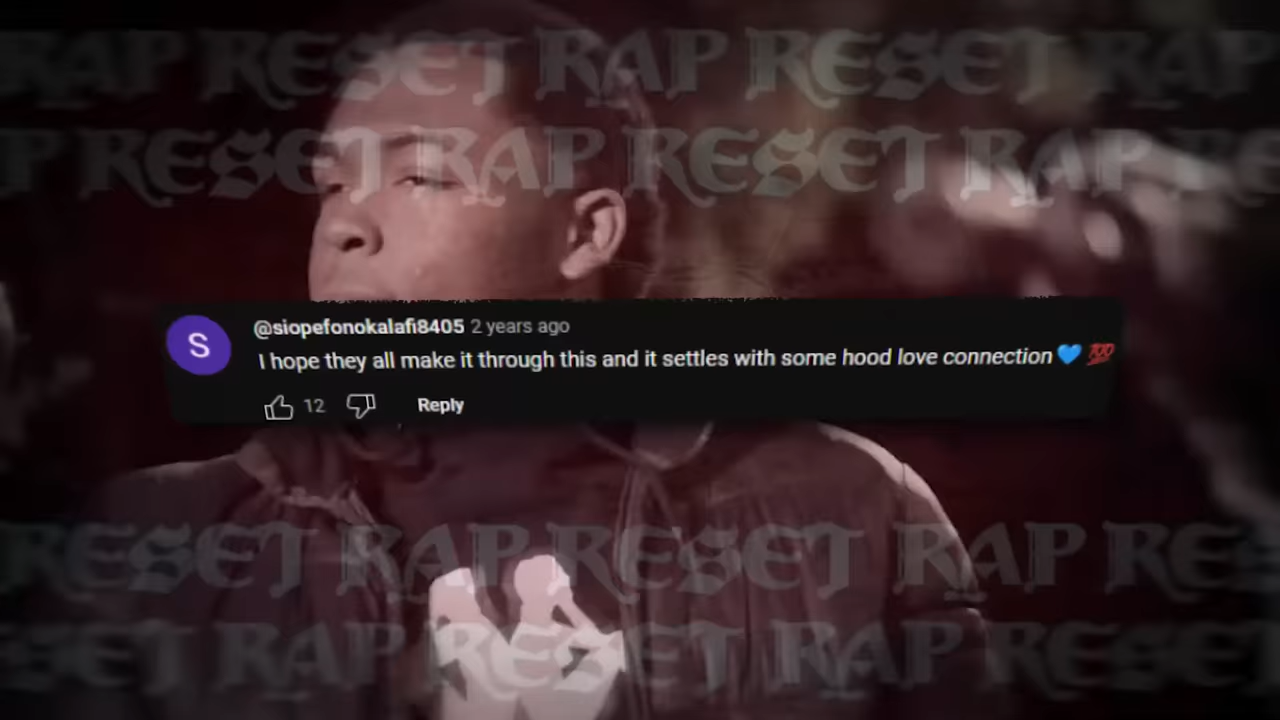 RAP RESET RAP RESET RAP
P RESET RAP RESET RAP RE
S
@siopefonokalafi8405 2 years ago
I hope they all make it through this and it settles with some hood love connection 💙 💯
12 Reply
RESET RAP RESET RAP RES
SET RAP RESET RAP RESET